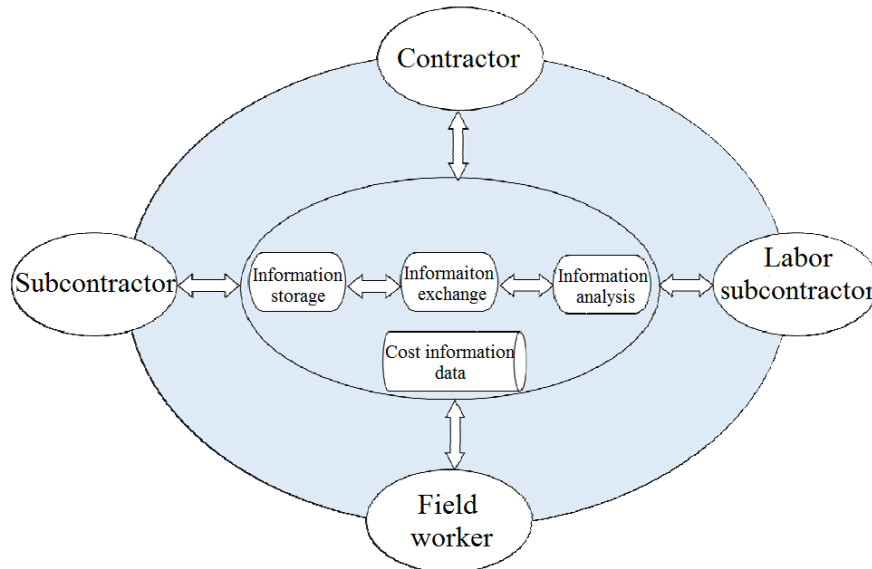 Contractor
Subcontractor
Information
storage
Informaiton
exchange
Information
analysis
Labor
subcontractor
Cost information
data
Field
worker